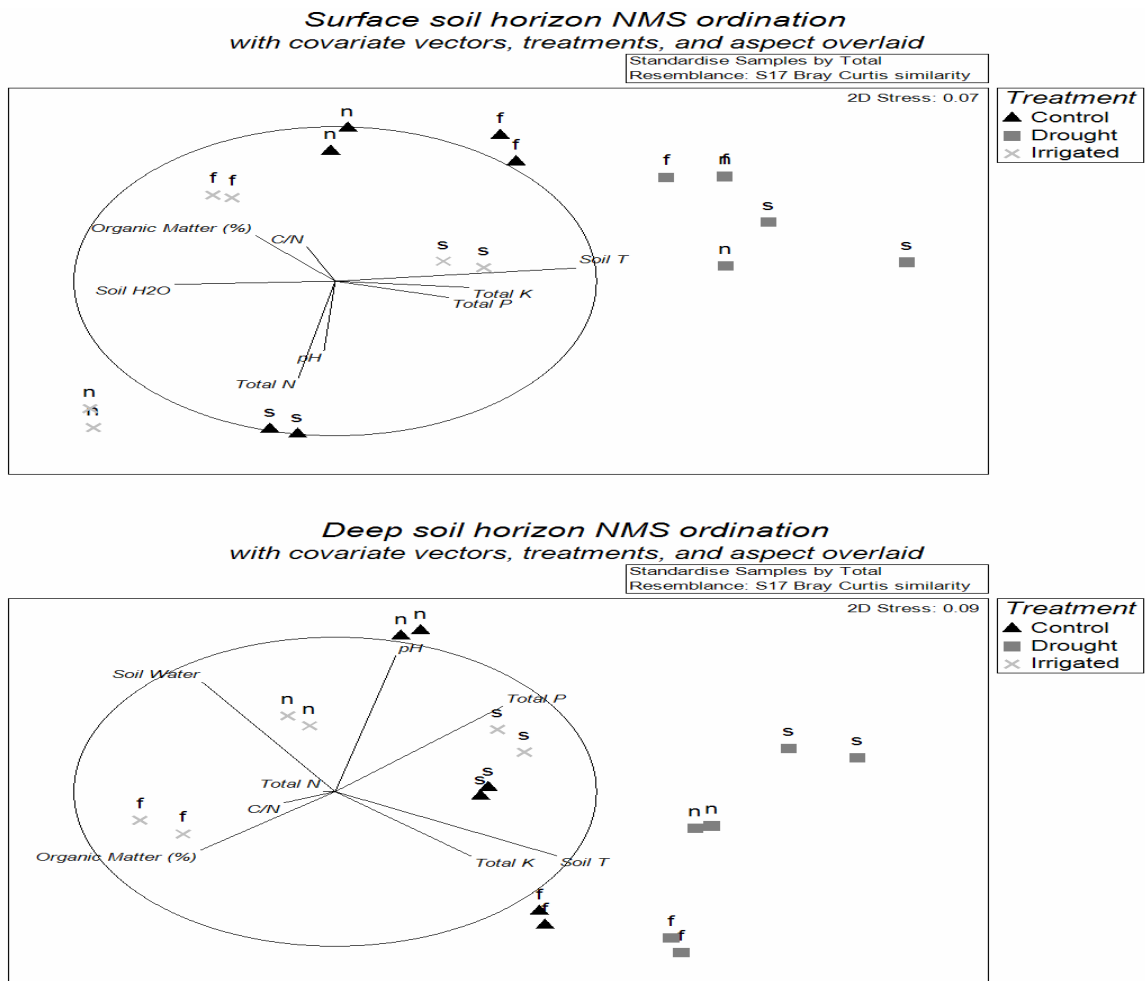 Surface soil horizon NMS ordination
with covariate vectors, treatments, and aspect overlaid
Standardise Samples by Total
Resemblance: S17 Bray Curtis similarity
2D Stress: 0.07
Treatment
Control
Drought
Irrigated
n
n
f
f
f
f
s
n
s
f f
Organic Matter (%)
C/N
s s
Soil T
Soil H2O
Total K
Total P
pH
Total N
n
n
s s
Deep soil horizon NMS ordination
with covariate vectors, treatments, and aspect overlaid
Standardise Samples by Total
Resemblance: S17 Bray Curtis similarity
2D Stress: 0.09
Treatment
Control
Drought
Irrigated
n n
pH
Soil Water
n n
Total P
s
s
s s
s
s
Total N
C/N
f f
n n
Organic Matter (%)
Total K
Soil T
f
f
f
f